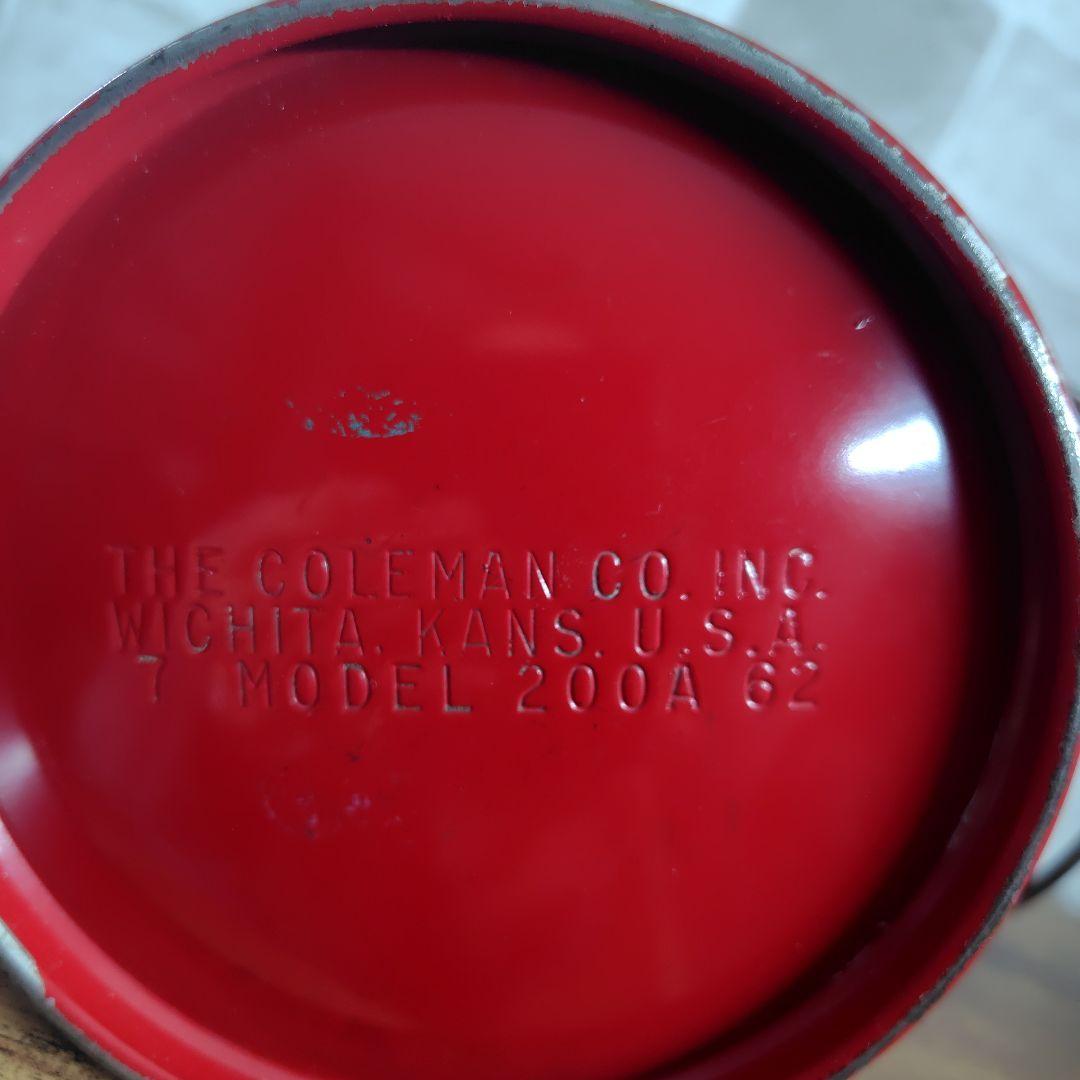 THE COLEMAN CO. INC.
WICHITA. KANS. U.S.A.
7 MODEL 200A 62